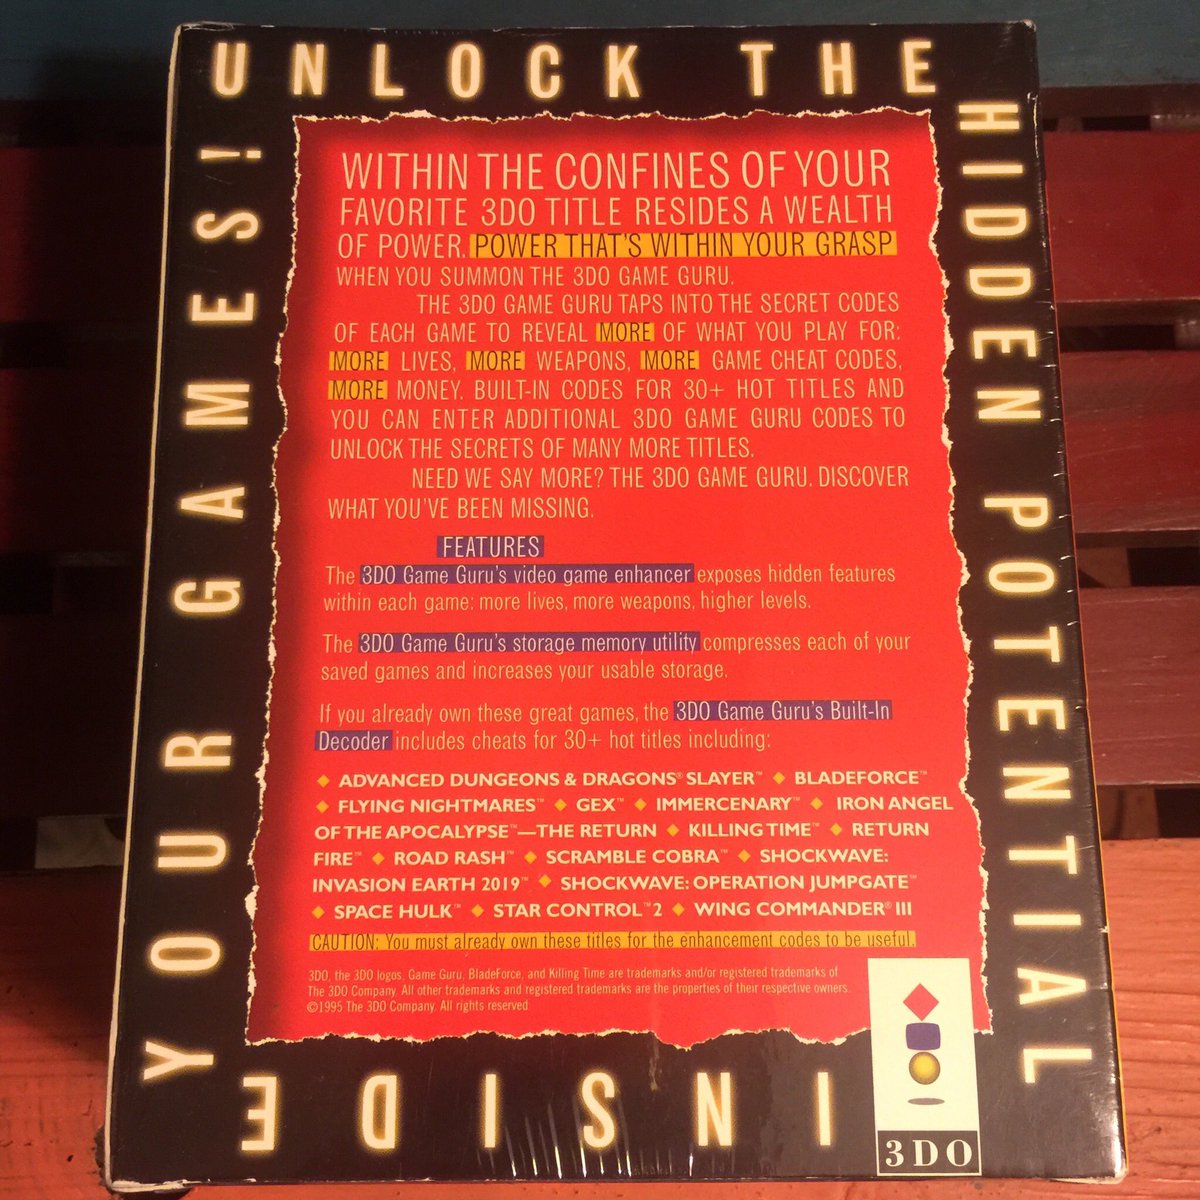 UNLOCK THE
HIDDEN POTENTIAL
INSIDE
YOUR GAMES!
WITHIN THE CONFINES OF YOUR
FAVORITE 3DO TITLE RESIDES A WEALTH
OF POWER. POWER THAT'S WITHIN YOUR GRASP
WHEN YOU SUMMON THE 3DO GAME GURU.
THE 3DO GAME GURU TAPS INTO THE SECRET CODES
OF EACH GAME TO REVEAL MORE OF WHAT YOU PLAY FOR:
MORE LIVES, MORE WEAPONS, MORE GAME CHEAT CODES,
MORE MONEY. BUILT-IN CODES FOR 30+ HOT TITLES AND
YOU CAN ENTER ADDITIONAL 3DO GAME GURU CODES TO
UNLOCK THE SECRETS OF MANY MORE TITLES.
NEED WE SAY MORE? THE 3DO GAME GURU. DISCOVER
WHAT YOU'VE BEEN MISSING.
FEATURES
The 3DO Game Guru's video game enhancer exposes hidden features
within each game: more lives, more weapons, higher levels.
The 3DO Game Guru's storage memory utility compresses each of your
saved games and increases your usable storage.
If you already own these great games, the 3DO Game Guru's Built-In
Decoder includes cheats for 30+ hot titles including:
◆ ADVANCED DUNGEONS & DRAGONS® SLAYER™ ◆ BLADEFORCE™
◆ FLYING NIGHTMARES™ ◆ GEX™ ◆ IMMERCENARY™ ◆ IRON ANGEL
OF THE APOCALYPSE™—THE RETURN ◆ KILLING TIME™ ◆ RETURN
FIRE™ ◆ ROAD RASH™ ◆ SCRAMBLE COBRA™ ◆ SHOCKWAVE:
INVASION EARTH 2019™ ◆ SHOCKWAVE: OPERATION JUMPGATE™
◆ SPACE HULK™ ◆ STAR CONTROL™ 2 ◆ WING COMMANDER® III
CAUTION: You must already own these titles for the enhancement codes to be useful.
3DO, the 3DO logos, Game Guru, BladeForce, and Killing Time are trademarks and/or registered trademarks of
The 3DO Company. All other trademarks and registered trademarks are the properties of their respective owners.
©1995 The 3DO Company. All rights reserved
3DO